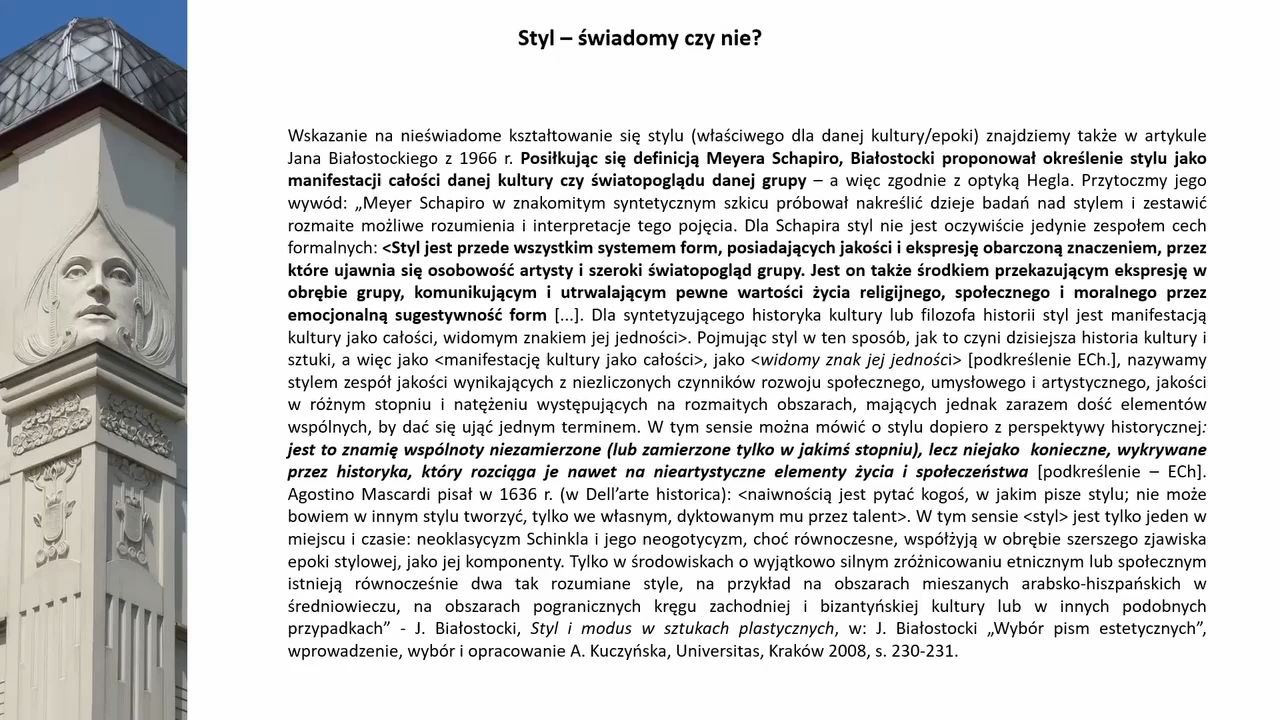 Styl – świadomy czy nie?
Wskazanie na nieświadome kształtowanie się stylu (właściwego dla danej kultury/epoki) znajdziemy także w artykule
Jana Białostockiego z 1966 r. Posiłkując się definicją Meyera Schapiro, Białostocki proponował określenie stylu jako
manifestacji całości danej kultury czy światopoglądu danej grupy – a więc zgodnie z optyką Hegla. Przytoczmy jego
wywód: „Meyer Schapiro w znakomitym syntetycznym szkicu próbował nakreślić dzieje badań nad stylem i zestawić
rozmaite możliwe rozumienia i interpretacje tego pojęcia. Dla Schapira styl nie jest oczywiście jedynie zespołem cech
formalnych: <Styl jest przede wszystkim systemem form, posiadających jakości i ekspresję obarczoną znaczeniem, przez
które ujawnia się osobowość artysty i szeroki światopogląd grupy. Jest on także środkiem przekazującym ekspresję w
obrębie grupy, komunikującym i utrwalającym pewne wartości życia religijnego, społecznego i moralnego przez
emocjonalną sugestywność form [...]. Dla syntetyzującego historyka kultury lub filozofa historii styl jest manifestacją
kultury jako całości, widomym znakiem jej jedności>. Pojmując styl w ten sposób, jak to czyni dzisiejsza historia kultury i
sztuki, a więc jako <manifestację kultury jako całości>, jako <widomy znak jej jedności> [podkreślenie ECh.], nazywamy
stylem zespół jakości wynikających z niezliczonych czynników rozwoju społecznego, umysłowego i artystycznego, jakości
w różnym stopniu i natężeniu występujących na rozmaitych obszarach, mających jednak zarazem dość elementów
wspólnych, by dać się ująć jednym terminem. W tym sensie można mówić o stylu dopiero z perspektywy historycznej:
jest to znamię wspólnoty niezamierzone (lub zamierzone tylko w jakimś stopniu), lecz niejako konieczne, wykrywane
przez historyka, który rozciąga je nawet na nieartystyczne elementy życia i społeczeństwa [podkreślenie – ECh].
Agostino Mascardi pisał w 1636 r. (w Dell’arte historica): <naiwnością jest pytać kogoś, w jakim pisze stylu; nie może
bowiem w innym stylu tworzyć, tylko we własnym, dyktowanym mu przez talent>. W tym sensie <styl> jest tylko jeden w
miejscu i czasie: neoklasycyzm Schinkla i jego neogotycyzm, choć równoczesne, współżyją w obrębie szerszego zjawiska
epoki stylowej, jako jej komponenty. Tylko w środowiskach o wyjątkowo silnym zróżnicowaniu etnicznym lub społecznym
istnieją równocześnie dwa tak rozumiane style, na przykład na obszarach mieszanych arabsko-hiszpańskich w
średniowieczu, na obszarach pogranicznych kręgu zachodniej i bizantyńskiej kultury lub w innych podobnych
przypadkach” - J. Białostocki, Styl i modus w sztukach plastycznych, w: J. Białostocki „Wybór pism estetycznych”,
wprowadzenie, wybór i opracowanie A. Kuczyńska, Universitas, Kraków 2008, s. 230-231.